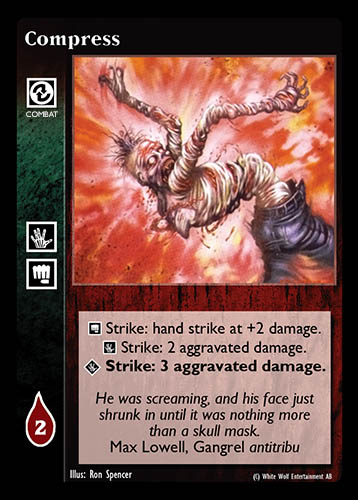 Compress
COMBAT
Strike: hand strike at +2 damage.
Strike: 2 aggravated damage.
Strike: 3 aggravated damage.
He was screaming, and his face just
shrunk in until it was nothing more
than a skull mask.
Max Lowell, Gangrel antitribu
2
Illus: Ron Spencer
(C) White Wolf Entertainment AB